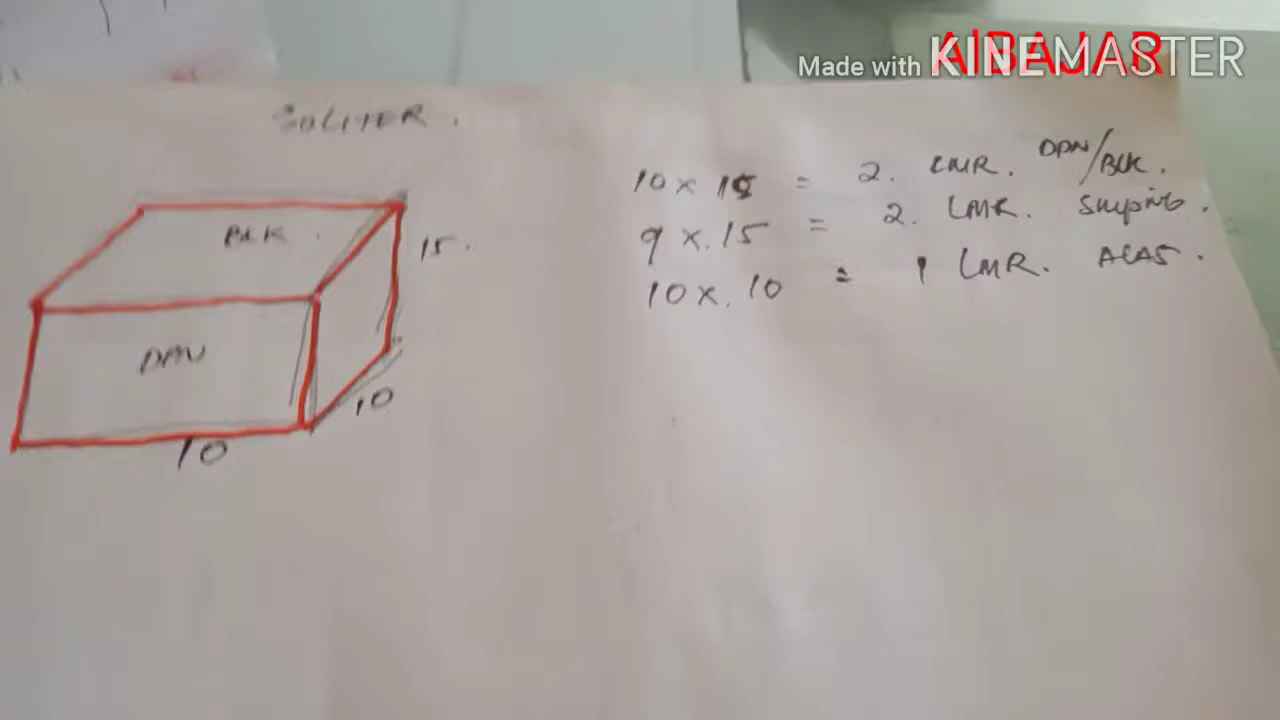 Made with KINEMASTER
AIBAJAR
SOLITER.
10 x 15 = 2. LMR. DPN/BLK.
9 x. 15 = 2. LMR.
10 x. 10 = 1 LMR. ALAS.
BLK.
15.
DPN
10
10